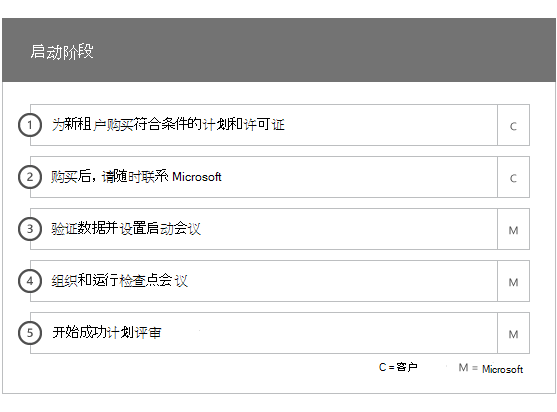 启动阶段
1 为新租户购买符合条件的计划和许可证 C
2 购买后，请随时联系 Microsoft C
3 验证数据并设置启动会议 M
4 组织和运行检查点会议 M
5 开始成功计划评审 M
C = 客户 M = Microsoft